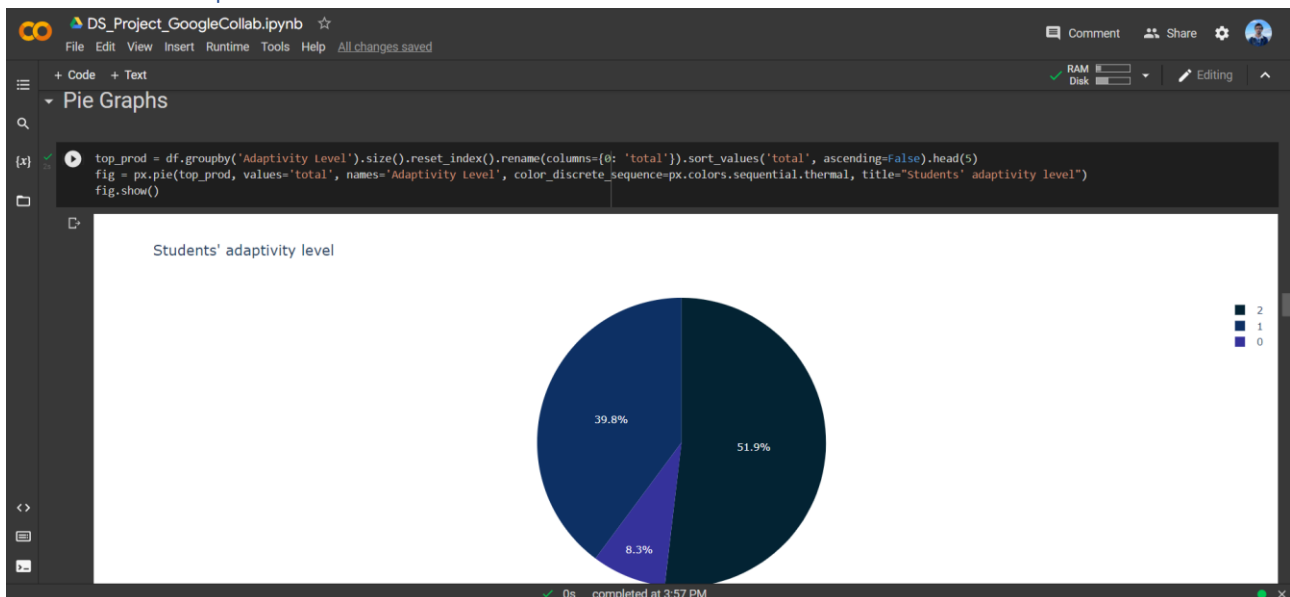 DS_Project_GoogleCollab.ipynb
File Edit View Insert Runtime Tools Help All changes saved
Comment Share
+ Code + Text
RAM
Disk
Editing
Pie Graphs
{x}
top_prod = df.groupby('Adaptivity Level').size().reset_index().rename(columns={0: 'total'}).sort_values('total', ascending=False).head(5)
fig = px.pie(top_prod, values='total', names='Adaptivity Level', color_discrete_sequence=px.colors.sequential.thermal, title="Students' adaptivity level")
fig.show()
Students' adaptivity level
2
1
0
39.8%
51.9%
8.3%
0s completed at 3:57 PM